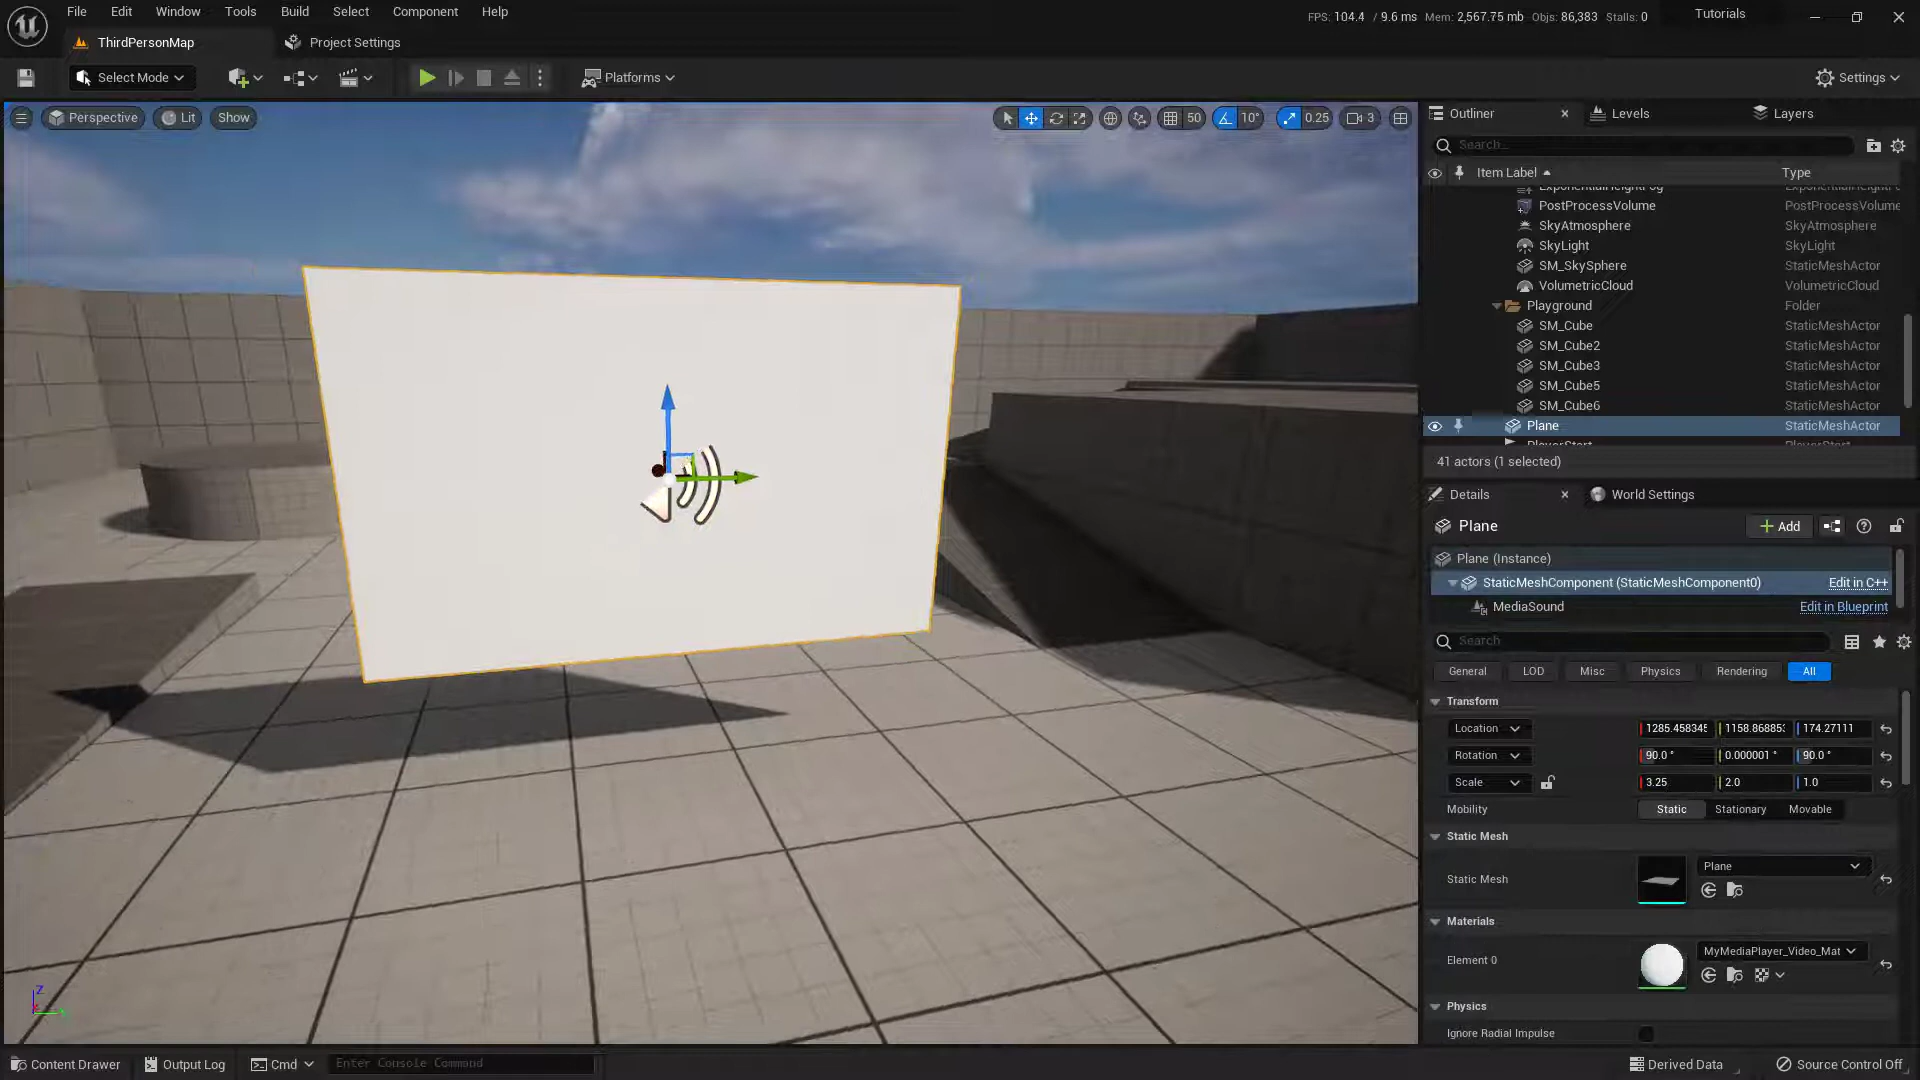 File Edit Window Tools Build Select Component Help
FPS: 104.4 / 9.6 ms Mem: 2,567.75 mb Objs: 86,383 Stalls: 0
Tutorials
ThirdPersonMap
Project Settings
Select Mode
Platforms
Settings
Perspective
Lit
Show
50
10°
0.25
3
Outliner
Levels
Layers
Search...
Item Label
Type
ExponentialHeightFog
PostProcessVolume PostProcessVolume
SkyAtmosphere SkyAtmosphere
SkyLight SkyLight
SM_SkySphere StaticMeshActor
VolumetricCloud VolumetricCloud
Playground Folder
SM_Cube StaticMeshActor
SM_Cube2 StaticMeshActor
SM_Cube3 StaticMeshActor
SM_Cube5 StaticMeshActor
SM_Cube6 StaticMeshActor
Plane StaticMeshActor
PlayerStart PlayerStart
41 actors (1 selected)
Details
World Settings
Plane
Add
Plane (Instance)
StaticMeshComponent (StaticMeshComponent0) Edit in C++
MediaSound Edit in Blueprint
Search
General LOD Misc Physics Rendering All
Transform
Location 1285.458345 1158.868853 174.27111
Rotation 90.0 ° 0.000001 ° 90.0 °
Scale 3.25 2.0 1.0
Mobility Static Stationary Movable
Static Mesh
Static Mesh Plane
Materials
Element 0 MyMediaPlayer_Video_Mat
Physics
Ignore Radial Impulse
Z
Content Drawer
Output Log
Cmd
Enter Console Command
Derived Data
Source Control Off